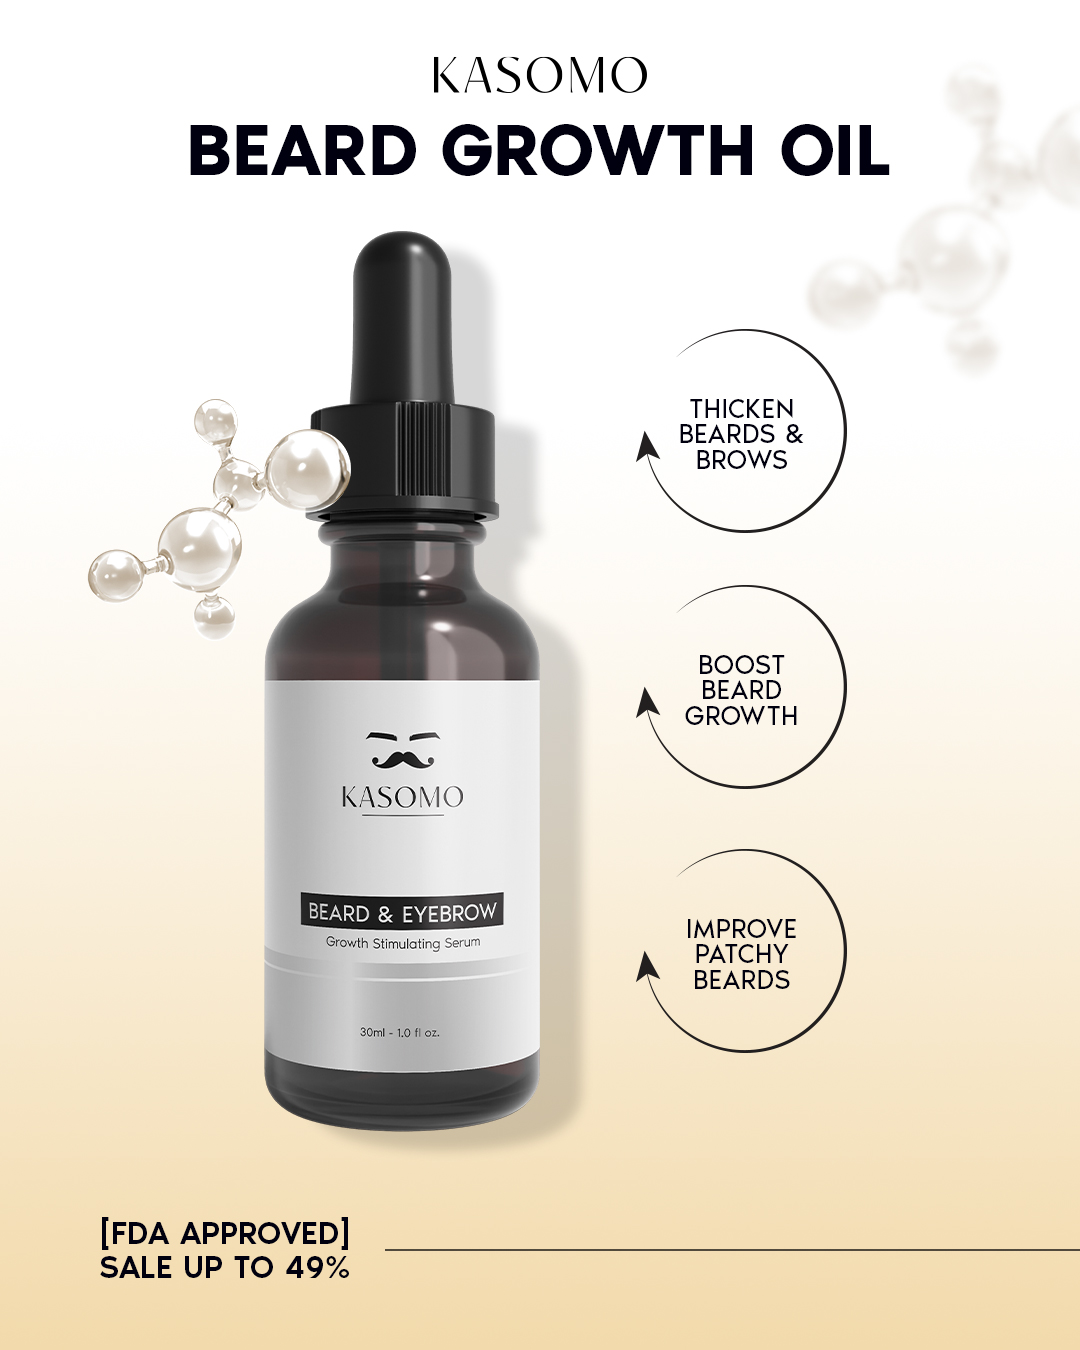 KASOMO
BEARD GROWTH OIL
THICKEN
BEARDS &
BROWS
BOOST
BEARD
GROWTH
IMPROVE
PATCHY
BEARDS
KASOMO
BEARD & EYEBROW
Growth Stimulating Serum
30ml - 1.0 fl oz.
[FDA APPROVED]
SALE UP TO 49%